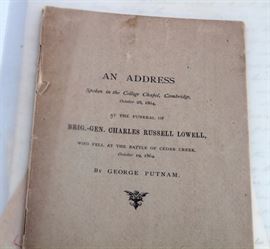 AN ADDRESS
Spoken in the College Chapel, Cambridge,
October 28, 1864,
AT THE FUNERAL OF
BRIG.-GEN. CHARLES RUSSELL LOWELL,
WHO FELL AT THE BATTLE OF CEDAR CREEK,
October 19, 1864.
BY GEORGE PUTNAM.